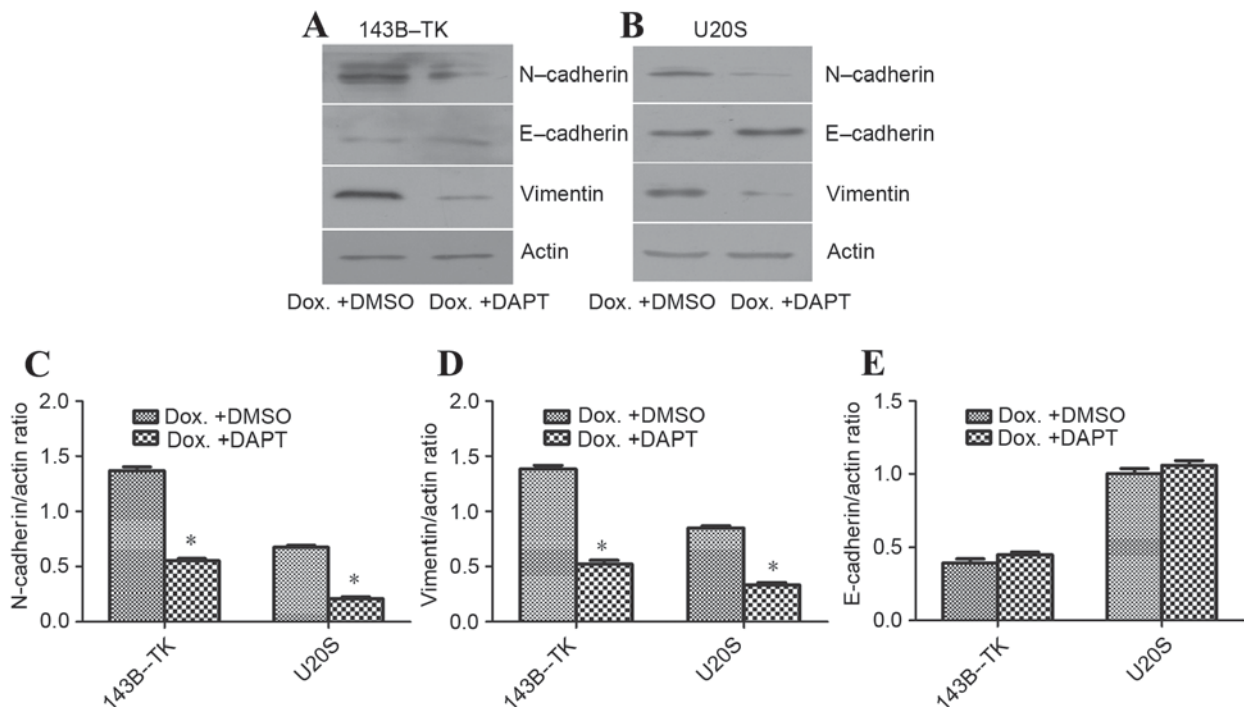 A
143B–TK
N–cadherin
E–cadherin
Vimentin
Actin
Dox. +DMSO Dox. +DAPT
B
U20S
N–cadherin
E–cadherin
Vimentin
Actin
Dox. +DMSO Dox. +DAPT
C
N-cadherin/actin ratio
2.0
1.5
1.0
0.5
0.0
Dox. +DMSO
Dox. +DAPT
*
*
143B--TK
U20S
D
Vimentin/actin ratio
2.0
1.5
1.0
0.5
0.0
Dox. +DMSO
Dox. +DAPT
*
*
143B--TK
U20S
E
E-cadherin/actin ratio
1.5
1.0
0.5
0.0
Dox. +DMSO
Dox. +DAPT
143B--TK
U20S